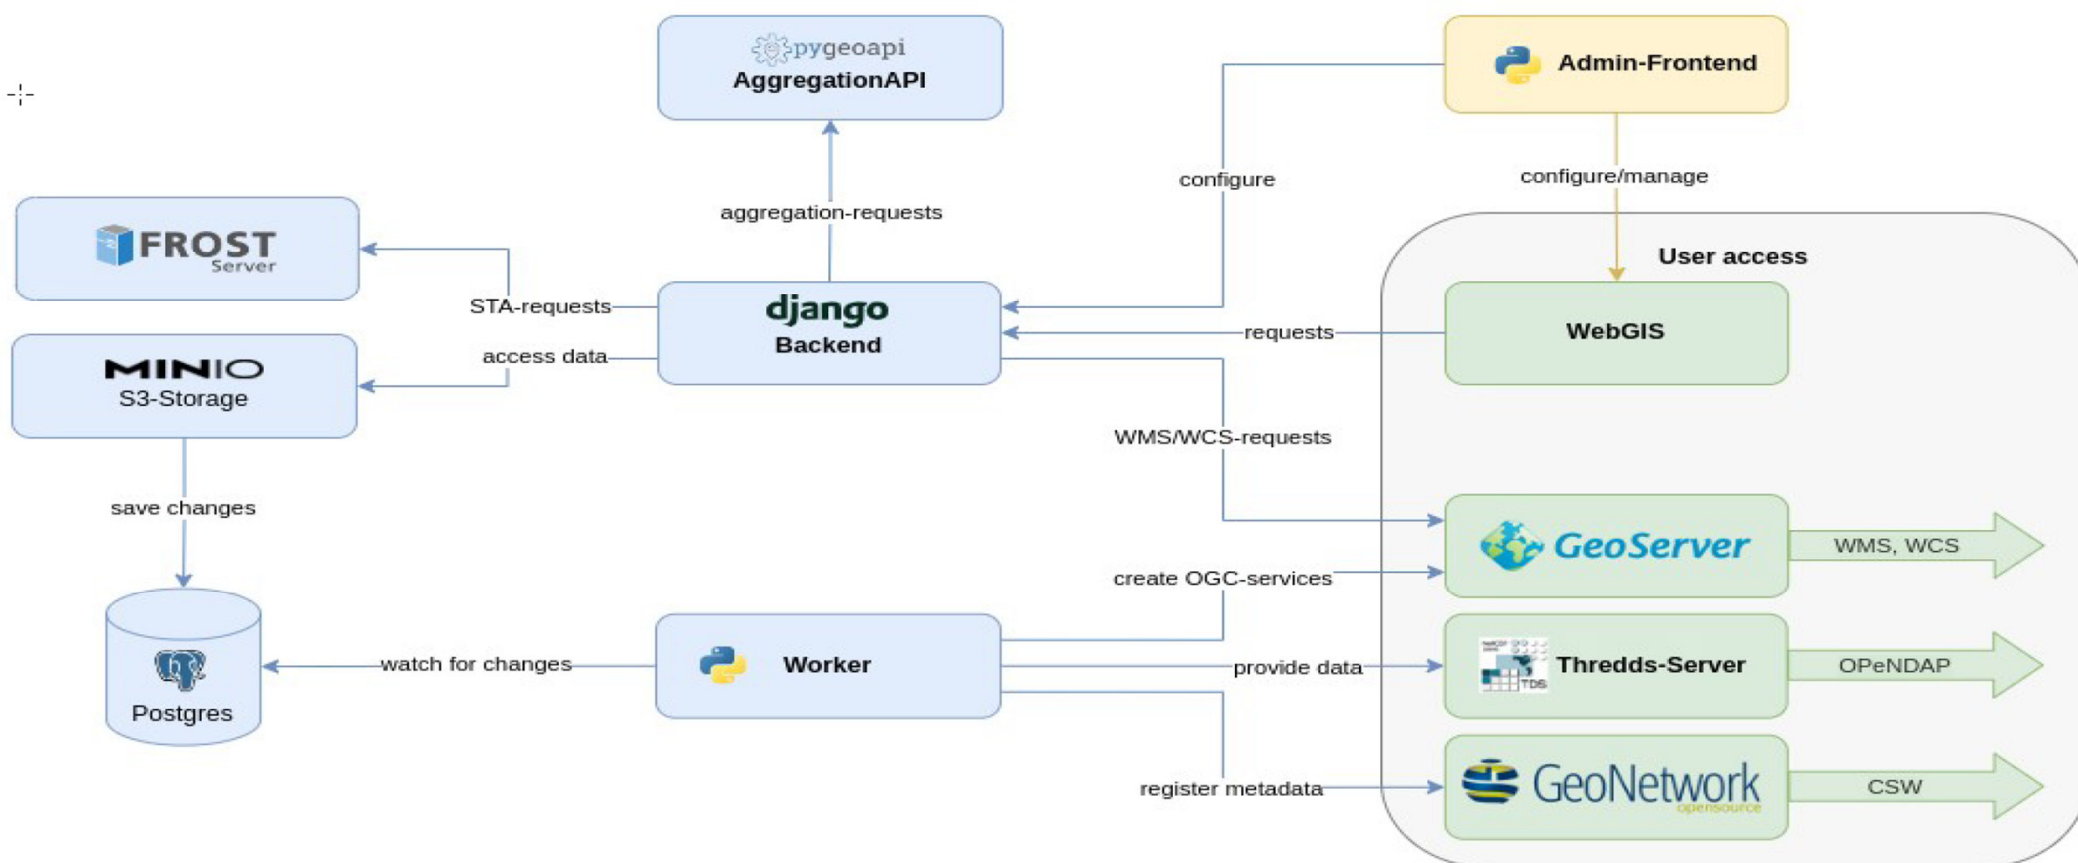 pygeoapi
AggregationAPI
Admin-Frontend
configure
configure/manage
aggregation-requests
FROST
Server
User access
STA-requests
django
Backend
requests
WebGIS
access data
MINIO
S3-Storage
WMS/WCS-requests
save changes
GeoServer
WMS, WCS
create OGC-services
watch for changes
Worker
provide data
TDS
Thredds-Server
OPeNDAP
Postgres
register metadata
GeoNetwork
opensource
CSW